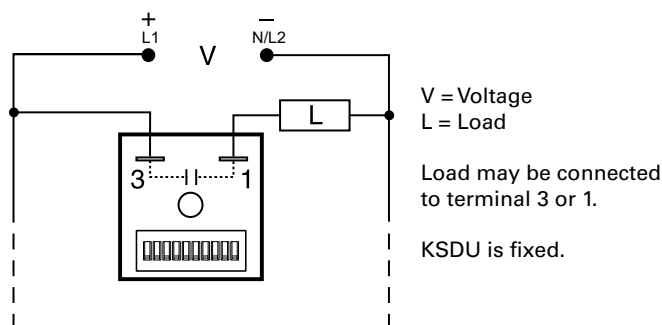 + –
L1 V N/L2
L
3 1
V = Voltage
L = Load
Load may be connected
to terminal 3 or 1.
KSDU is fixed.